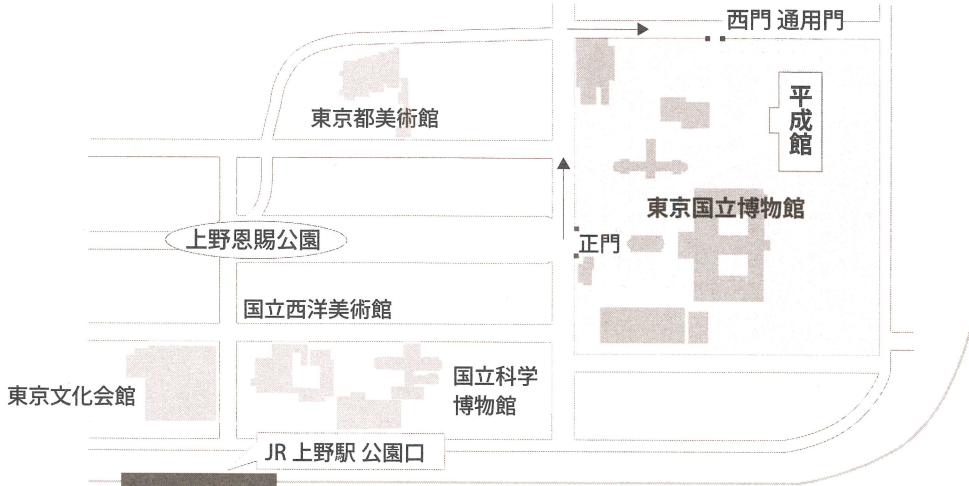 西門 通用門
平成館
東京都美術館
東京国立博物館
上野恩賜公園
正門
国立西洋美術館
国立科学
博物館
東京文化会館
JR 上野駅 公園口